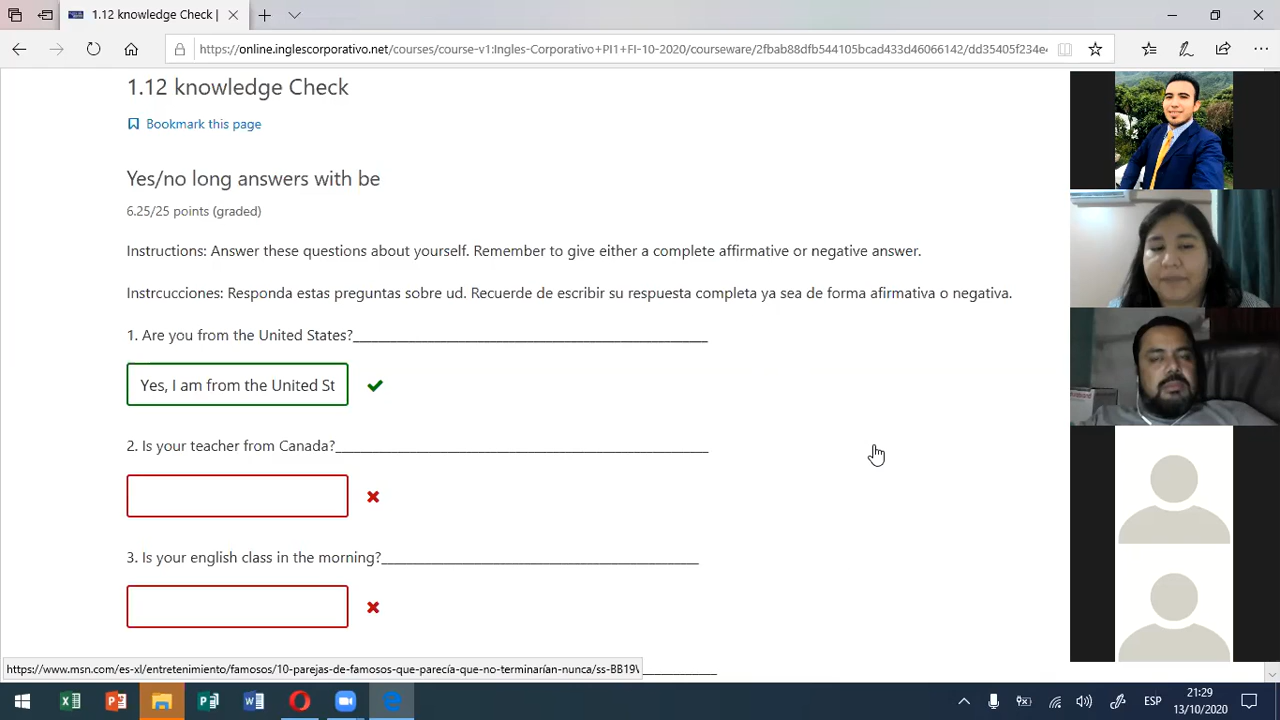 1.12 knowledge Check |
https://online.inglescorporativo.net/courses/course-v1:Ingles-Corporativo+PI1+FI-10-2020/courseware/2fbab88dfb544105bcad433d46066142/dd35405f234e4
1.12 knowledge Check
Bookmark this page
Yes/no long answers with be
6.25/25 points (graded)
Instructions: Answer these questions about yourself. Remember to give either a complete affirmative or negative answer.
Instrcucciones: Responda estas preguntas sobre ud. Recuerde de escribir su respuesta completa ya sea de forma afirmativa o negativa.
1. Are you from the United States?
Yes, I am from the United St
2. Is your teacher from Canada?
3. Is your english class in the morning?
https://www.msn.com/es-xl/entretenimiento/famosos/10-parejas-de-famosos-que-parecía-que-no-terminarían-nunca/ss-BB19V
ESP
21:29
13/10/2020